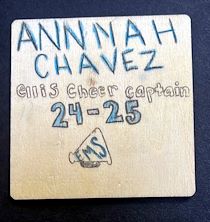 ANNNAH
CHAVEZ
ellis cheer captain
24-25
EMS